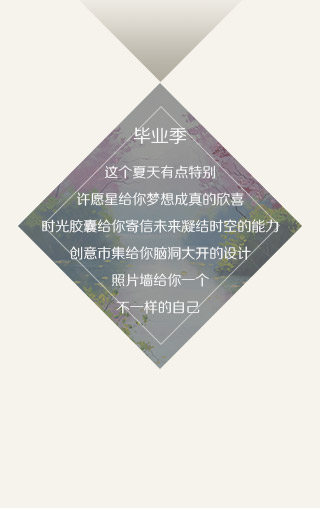 毕业季
这个夏天有点特别
许愿星给你梦想成真的欣喜
时光胶囊给你寄信未来凝结时空的能力
创意市集给你脑洞大开的设计
照片墙给你一个
不一样的自己